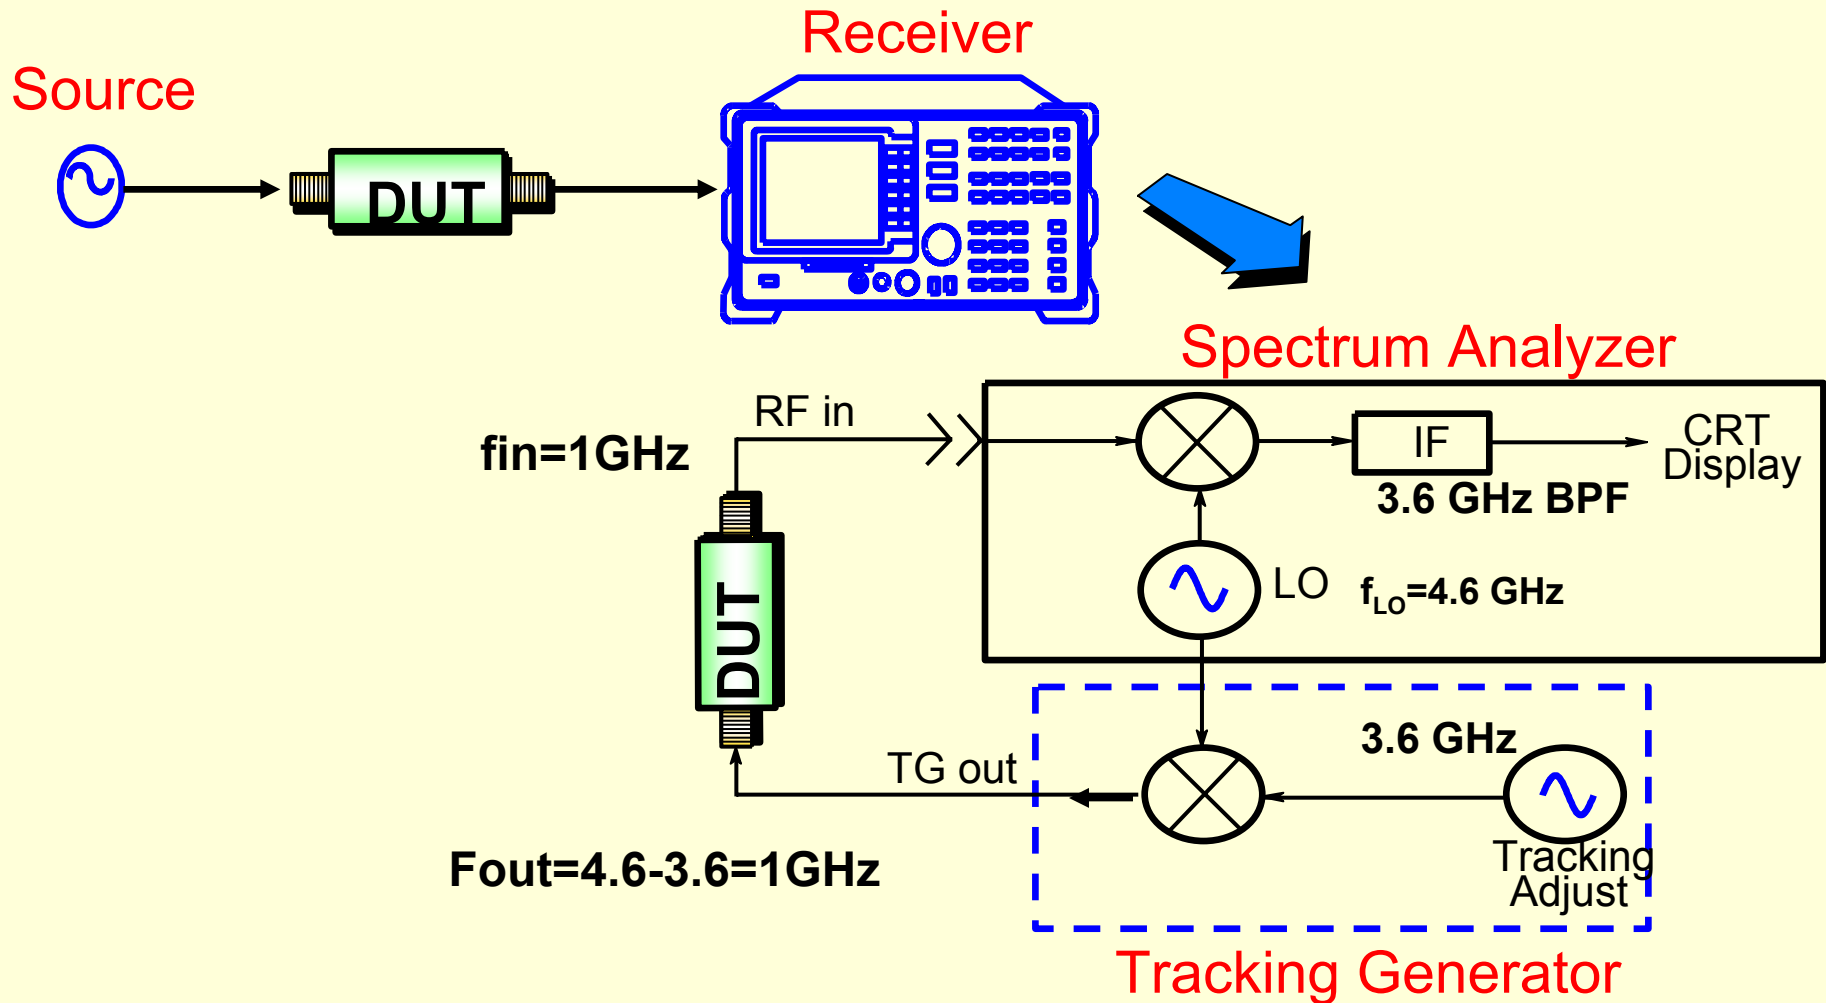 Receiver
Source
DUT
Spectrum Analyzer
RF in
fin=1GHz
IF
CRT
Display
3.6 GHz BPF
DUT
LO
fLO=4.6 GHz
3.6 GHz
TG out
Fout=4.6-3.6=1GHz
Tracking
Adjust
Tracking Generator